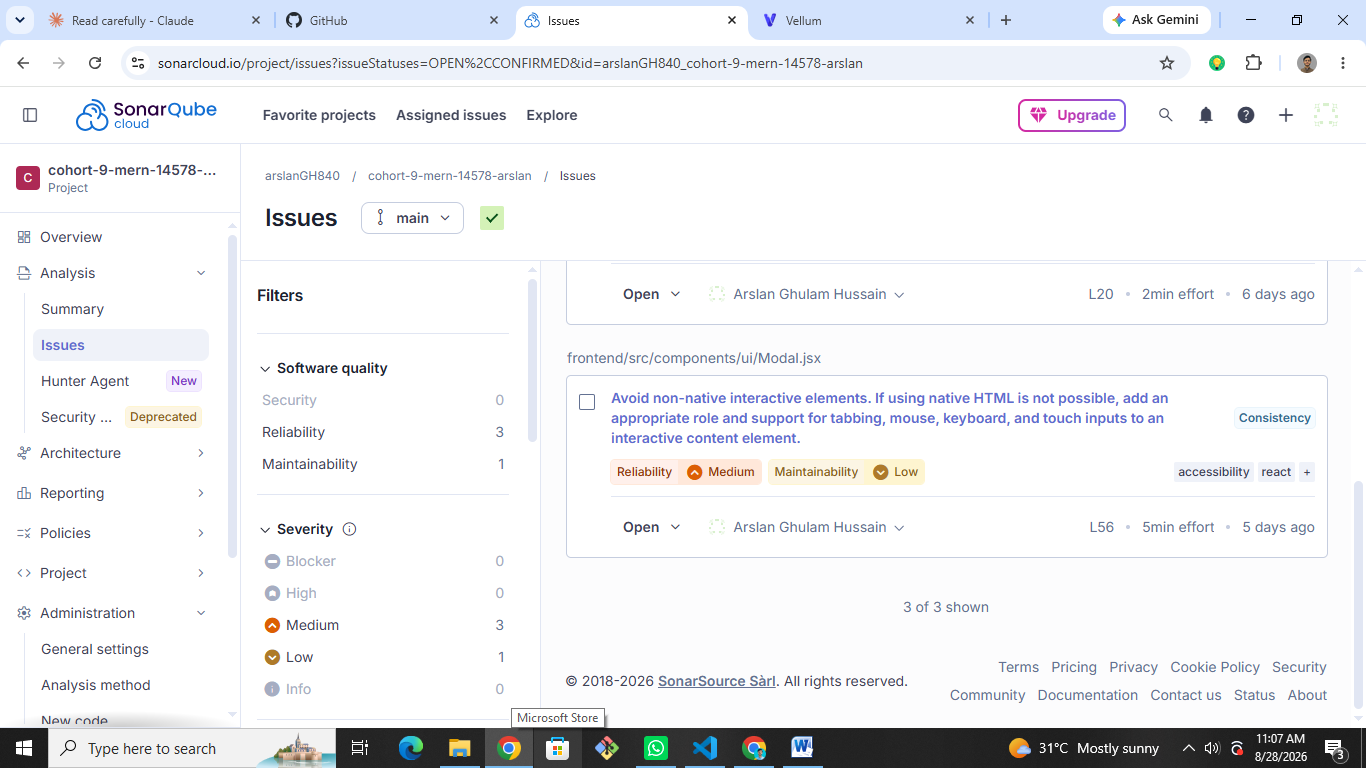 Read carefully - Claude
GitHub
Issues
Vellum
Ask Gemini
sonarcloud.io/project/issues?issueStatuses=OPEN%2CCONFIRMED&id=arslanGH840_cohort-9-mern-14578-arslan
SonarQube
cloud
Favorite projects
Assigned issues
Explore
Upgrade
C
cohort-9-mern-14578-...
Project
Overview
Analysis
Summary
Issues
Hunter Agent
New
Security ...
Deprecated
Architecture
Reporting
Policies
Project
Administration
General settings
Analysis method
New code
arslanGH840 / cohort-9-mern-14578-arslan / Issues
Issues
main
Filters
Software quality
Security 0
Reliability 3
Maintainability 1
Severity
Blocker 0
High 0
Medium 3
Low 1
Info 0
Open
Arslan Ghulam Hussain
L20 • 2min effort • 6 days ago
frontend/src/components/ui/Modal.jsx
Avoid non-native interactive elements. If using native HTML is not possible, add an
appropriate role and support for tabbing, mouse, keyboard, and touch inputs to an
interactive content element.
Consistency
Reliability Medium
Maintainability Low
accessibility react +
Open
Arslan Ghulam Hussain
L56 • 5min effort • 5 days ago
3 of 3 shown
© 2018-2026 SonarSource Sàrl. All rights reserved.
Terms Pricing Privacy Cookie Policy Security
Community Documentation Contact us Status About
Microsoft Store
Type here to search
31°C Mostly sunny
11:07 AM
8/28/2026
3